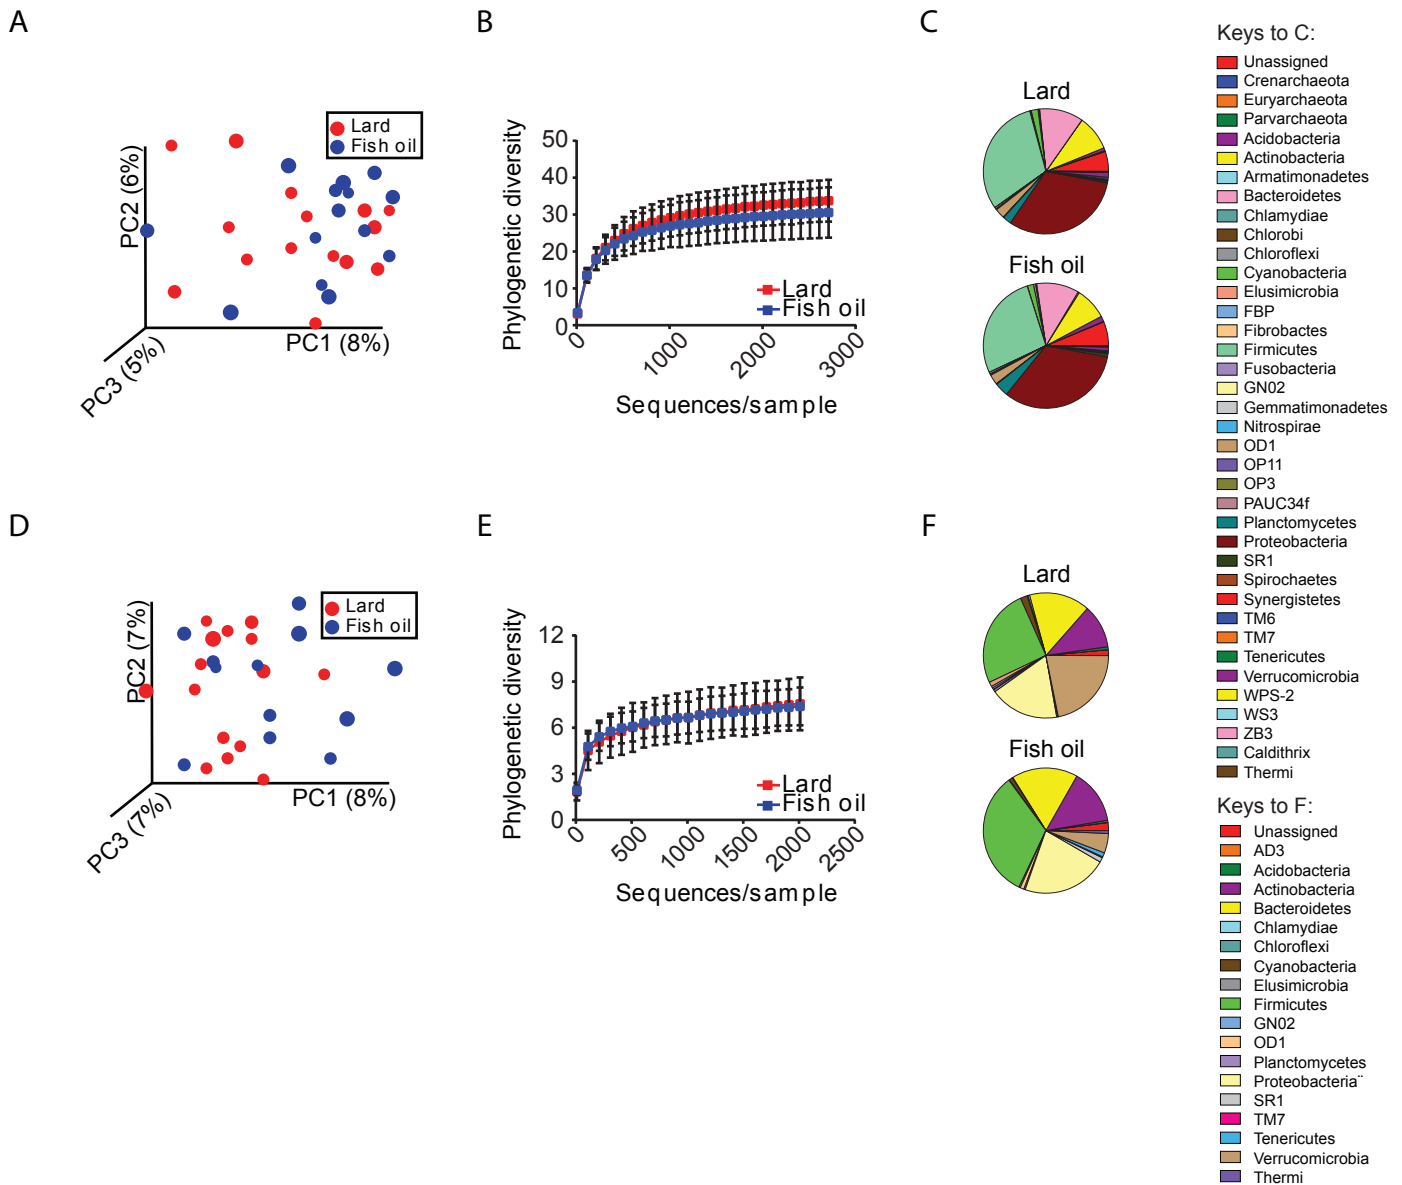 A
PC2 (6%)
PC1 (8%)
PC3 (5%)
Lard
Fish oil
B
Phylogenetic diversity
50
40
30
20
10
0
0
1000
2000
3000
Sequences/sample
Lard
Fish oil
C
Lard
Fish oil
Keys to C:
Unassigned
Crenarchaeota
Euryarchaeota
Parvarchaeota
Acidobacteria
Actinobacteria
Armatimonadetes
Bacteroidetes
Chlamydiae
Chlorobi
Chloroflexi
Cyanobacteria
Elusimicrobia
FBP
Fibrobactes
Firmicutes
Fusobacteria
GN02
Gemmatimonadetes
Nitrospirae
OD1
OP11
OP3
PAUC34f
Planctomycetes
Proteobacteria
SR1
Spirochaetes
Synergistetes
TM6
TM7
Tenericutes
Verrucomicrobia
WPS-2
WS3
ZB3
Caldithrix
Thermi
D
PC2 (7%)
PC1 (8%)
PC3 (7%)
Lard
Fish oil
E
Phylogenetic diversity
12
9
6
3
0
0
500
1000
1500
2000
2500
Sequences/sample
Lard
Fish oil
F
Lard
Fish oil
Keys to F:
Unassigned
AD3
Acidobacteria
Actinobacteria
Bacteroidetes
Chlamydiae
Chloroflexi
Cyanobacteria
Elusimicrobia
Firmicutes
GN02
OD1
Planctomycetes
Proteobacteria¨
SR1
TM7
Tenericutes
Verrucomicrobia
Thermi